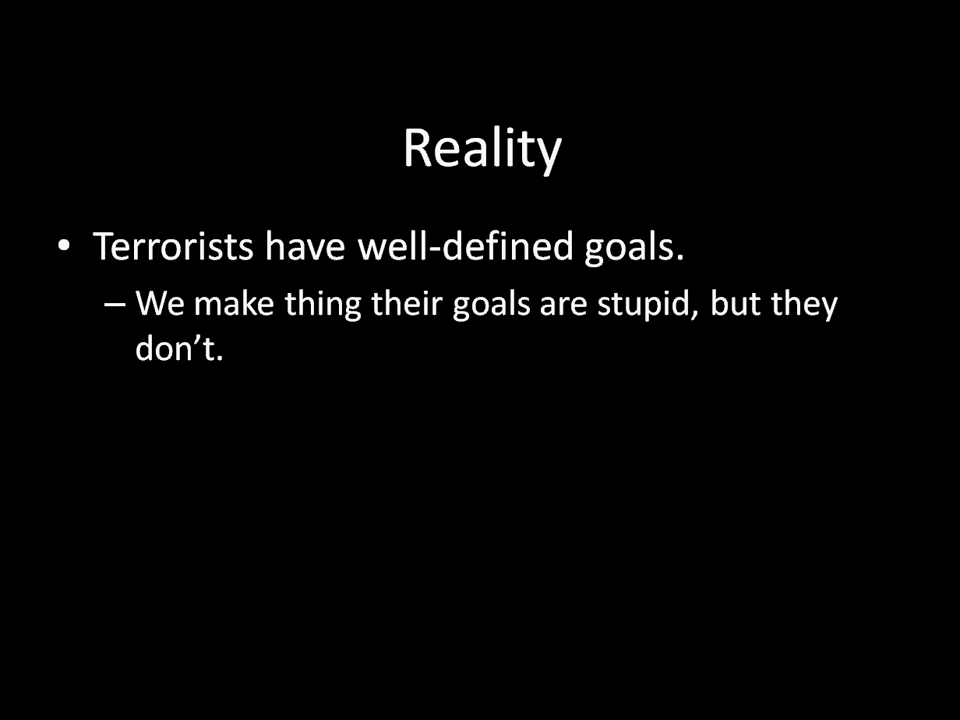 Reality
• Terrorists have well-defined goals.
– We make thing their goals are stupid, but they
don’t.